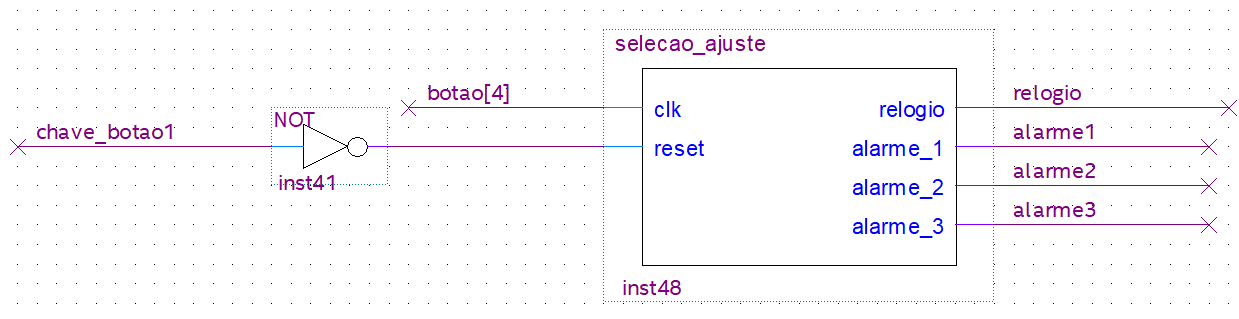 selecao_ajuste
botao[4]
clk
relogio
relogio
chave_botao1
NOT
reset
alarme_1
alarme1
inst41
alarme_2
alarme2
alarme_3
alarme3
inst48